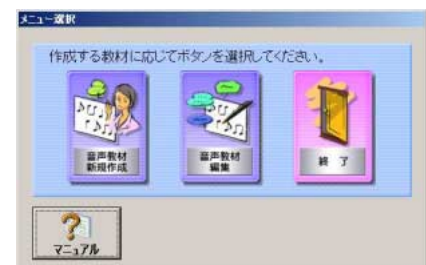 メニュー選択
作成する教材に応じてボタンを選択してください。
音声教材
新規作成
音声教材
編集
終了
マニュアル